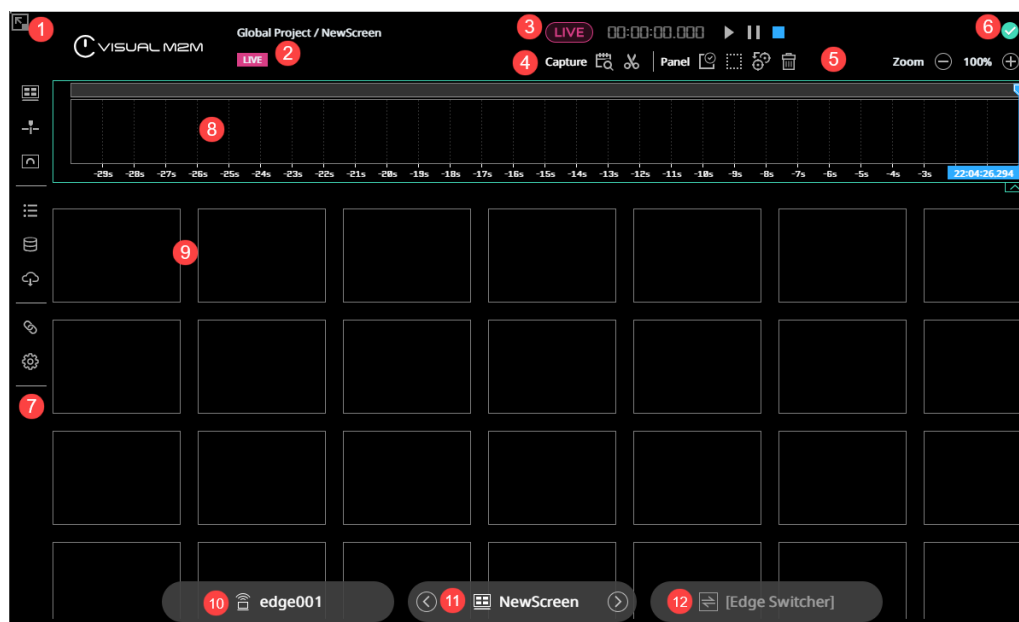 1
VISUAL M2M
Global Project / NewScreen
LIVE 2
3 LIVE 00:00:00.000
6
4 Capture Panel 5 Zoom 100%
8
-29s -28s -27s -26s -25s -24s -23s -22s -21s -20s -19s -18s -17s -16s -15s -14s -13s -12s -11s -10s -9s -8s -7s -6s -5s -4s -3s 22:04:26.294
9
7
10 edge001 11 NewScreen 12 [Edge Switcher]